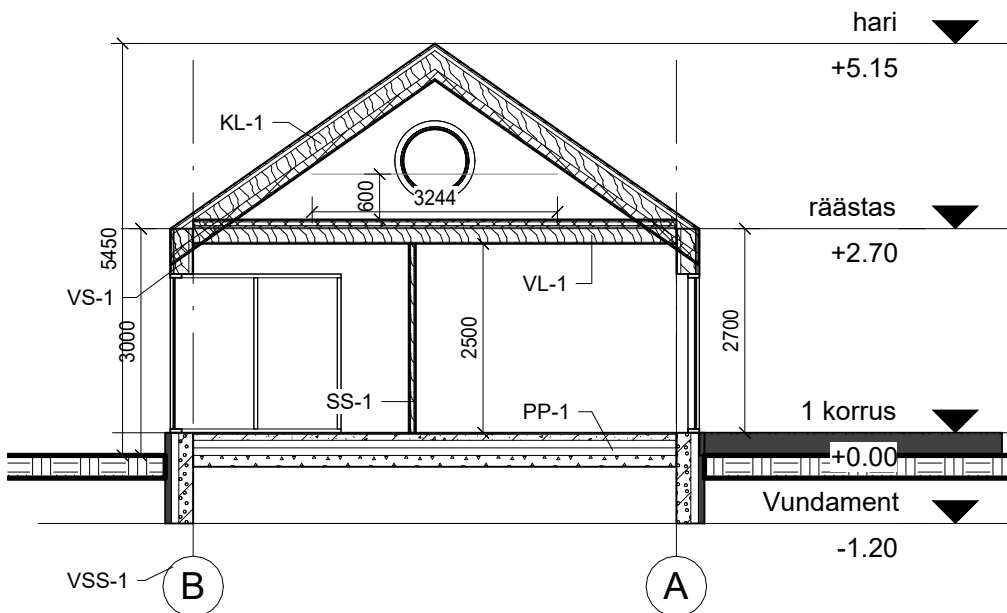 hari
+5.15
KL-1
600
3244
räästas
+2.70
5450
VS-1
3000
VL-1
2500
2700
SS-1
PP-1
1 korrus
+0.00
Vundament
-1.20
VSS-1
B
A